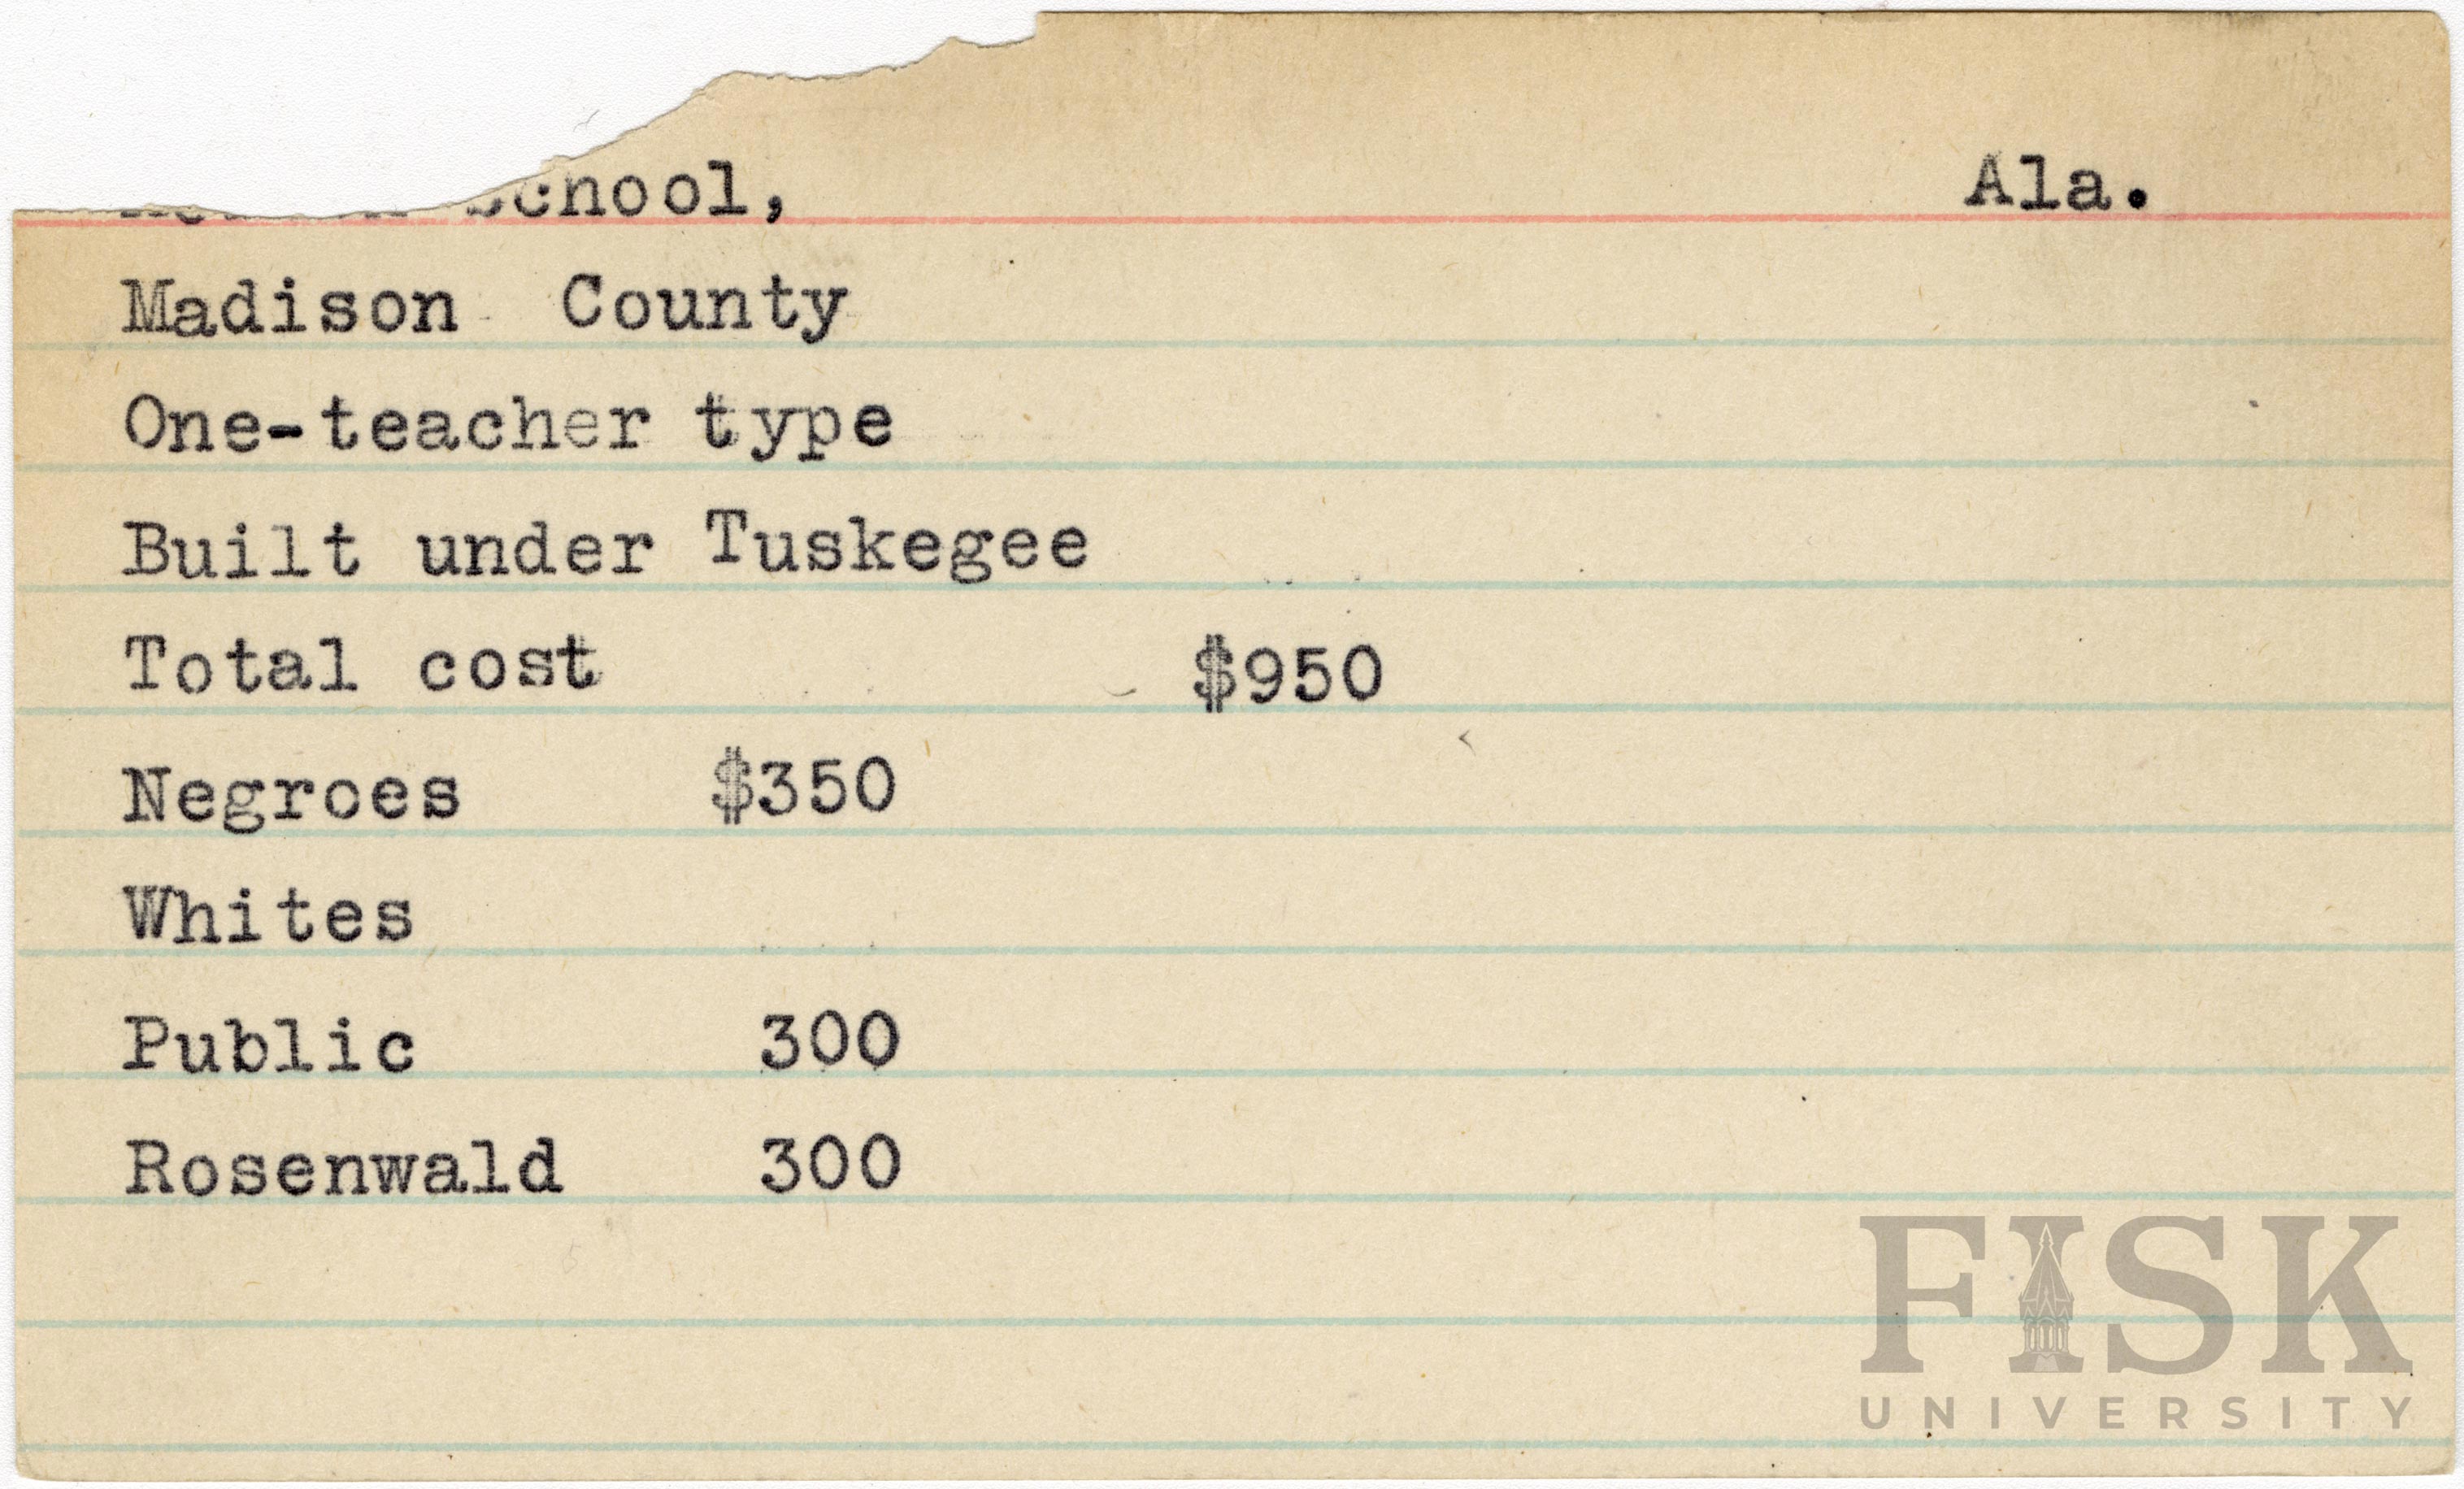 School, Ala.
Madison County
One-teacher type
Built under Tuskegee
Total cost $950
Negroes $350
Whites
Public 300
Rosenwald 300
FISK
UNIVERSITY